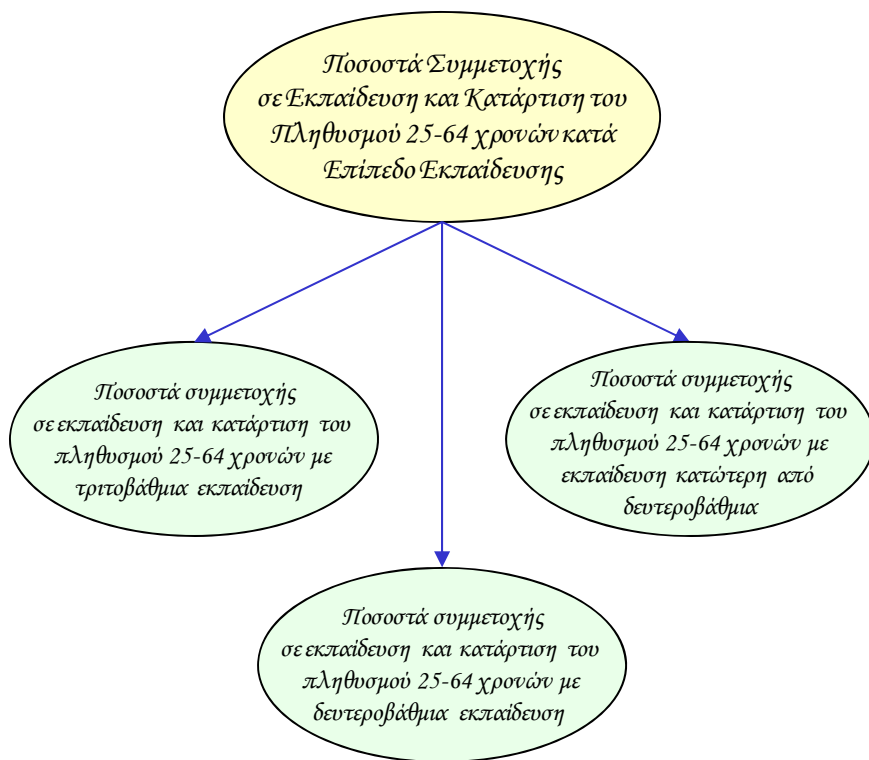 Ποσοστά Συμμετοχής
σε Εκπαίδευση και Κατάρτιση του
Πληθυσμού 25-64 χρονών κατά
Επίπεδο Εκπαίδευσης
Ποσοστά συμμετοχής
σε εκπαίδευση και κατάρτιση του
πληθυσμού 25-64 χρονών με
τριτοβάθμια εκπαίδευση
Ποσοστά συμμετοχής
σε εκπαίδευση και κατάρτιση του
πληθυσμού 25-64 χρονών με
εκπαίδευση κατώτερη από
δευτεροβάθμια
Ποσοστά συμμετοχής
σε εκπαίδευση και κατάρτιση του
πληθυσμού 25-64 χρονών με
δευτεροβάθμια εκπαίδευση